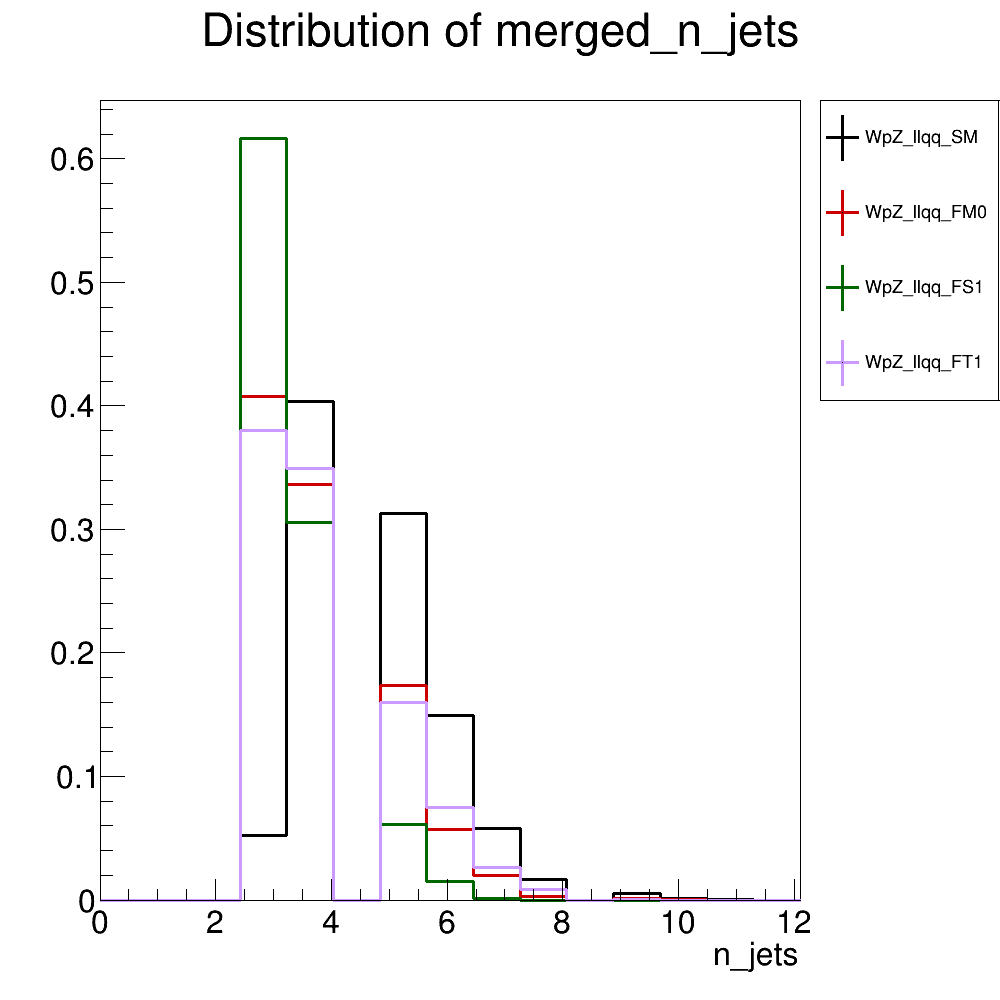 Distribution of merged_n_jets
WpZ_llqq_SM
WpZ_llqq_FM0
WpZ_llqq_FS1
WpZ_llqq_FT1
0.6
0.5
0.4
0.3
0.2
0.1
0
0 2 4 6 8 10 12
n_jets